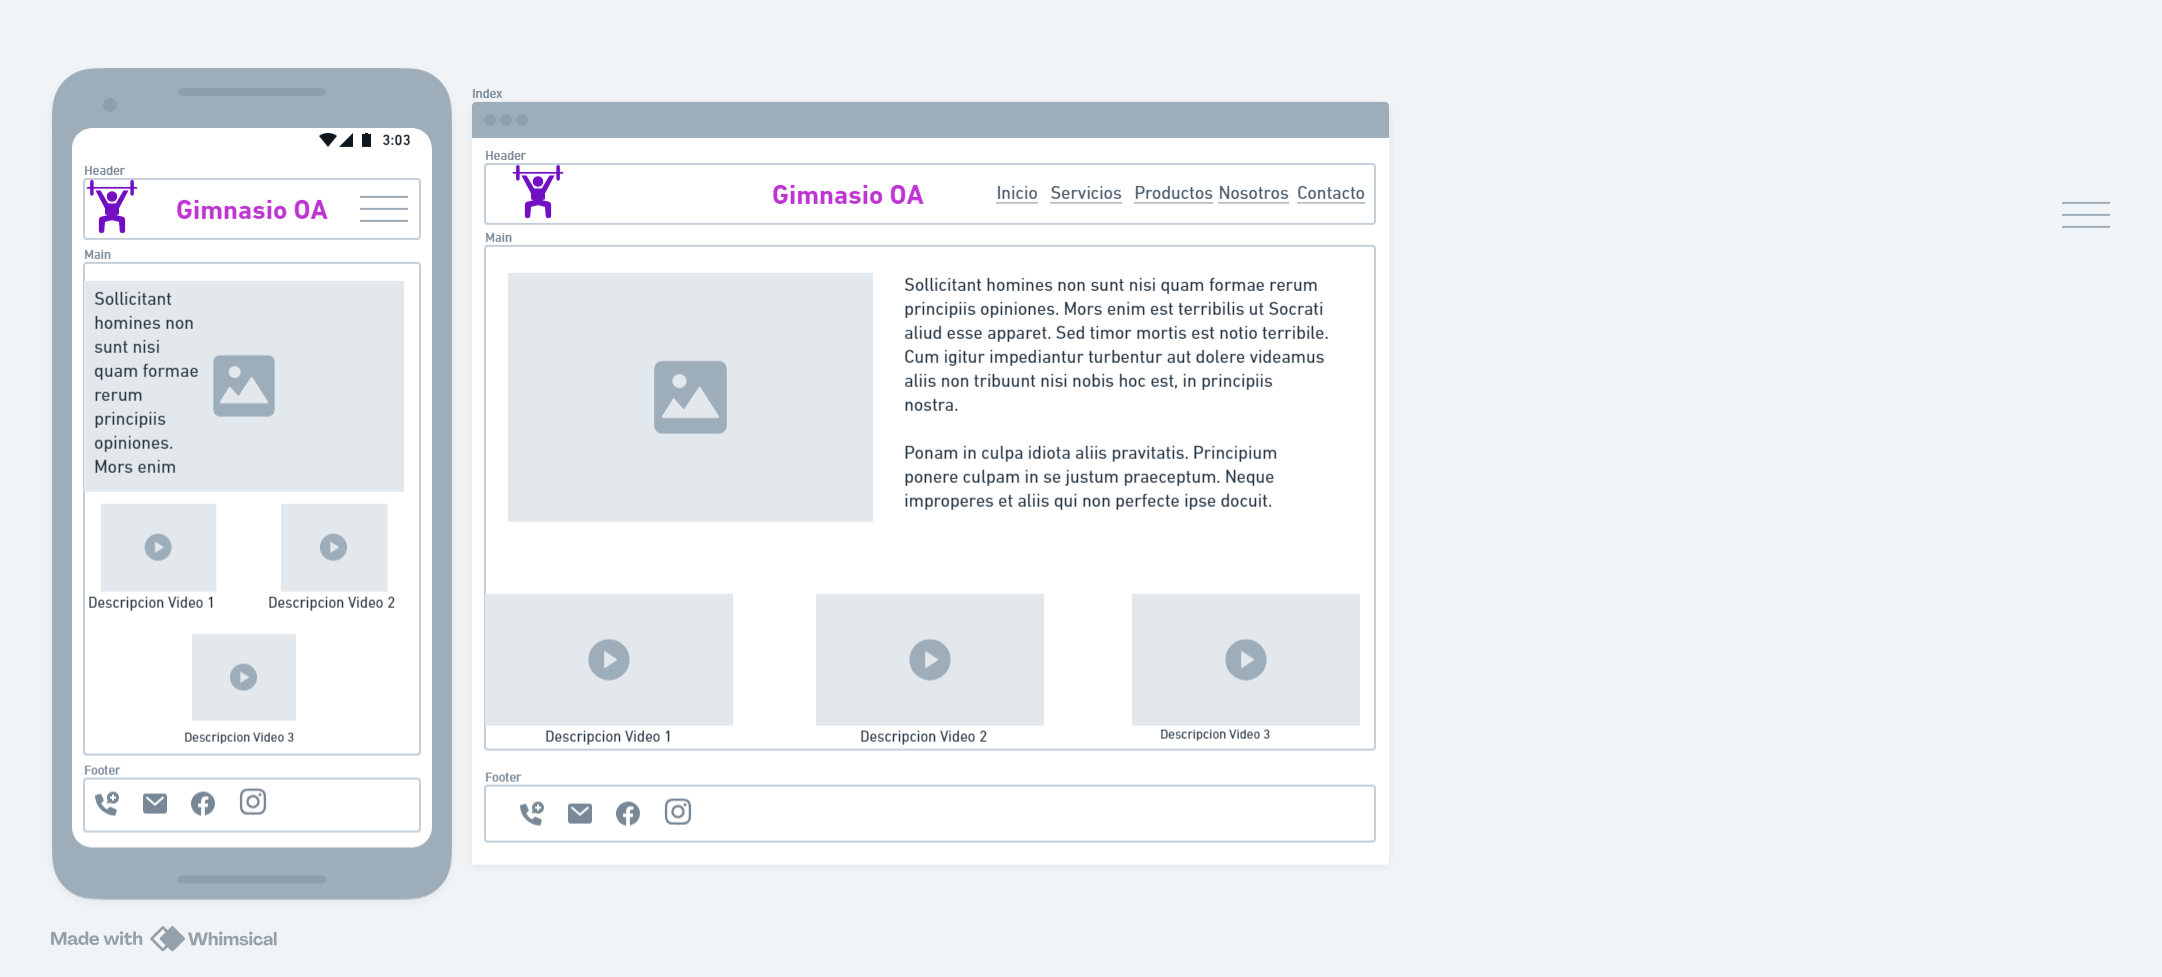 3:03
Header
Gimnasio OA
Main
Sollicitant
homines non
sunt nisi
quam formae
rerum
principiis
opiniones.
Mors enim
Descripcion Video 1
Descripcion Video 2
Descripcion Video 3
Footer
Index
Header
Gimnasio OA
Inicio Servicios Productos Nosotros Contacto
Main
Sollicitant homines non sunt nisi quam formae rerum
principiis opiniones. Mors enim est terribilis ut Socrati
aliud esse apparet. Sed timor mortis est notio terribile.
Cum igitur impediantur turbentur aut dolere videamus
aliis non tribuunt nisi nobis hoc est, in principiis
nostra.
Ponam in culpa idiota aliis pravitatis. Principium
ponere culpam in se justum praeceptum. Neque
improperes et aliis qui non perfecte ipse docuit.
Descripcion Video 1
Descripcion Video 2
Descripcion Video 3
Footer
Made with Whimsical